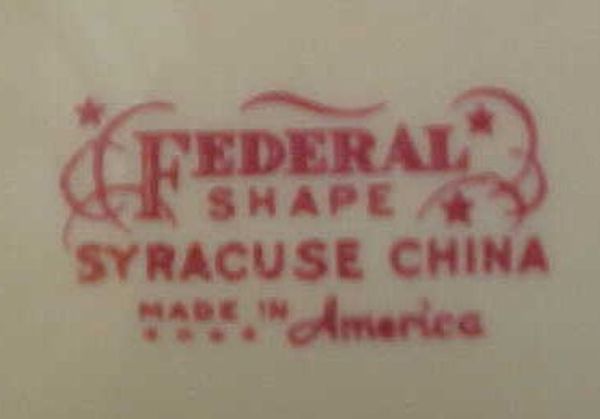 FEDERAL
SHAPE
SYRACUSE CHINA
MADE IN America